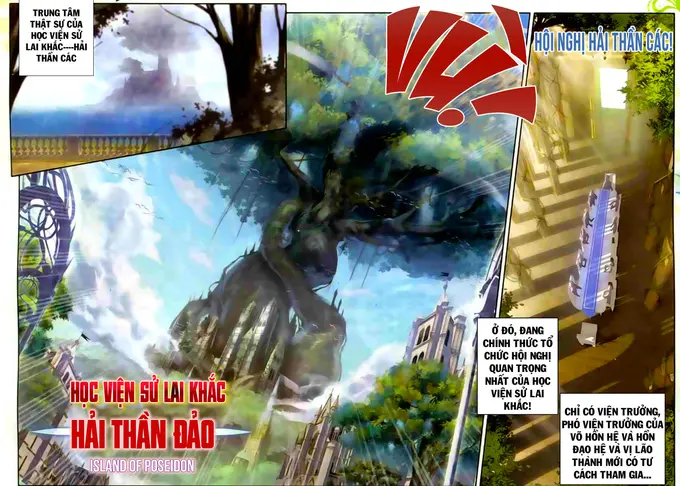 TRUNG TÂM
THẬT SỰ CỦA
HỌC VIỆN SỬ
LAI KHẮC----HẢI
THẦN CÁC
VÙ!
HỘI NGHỊ HẢI THẦN CÁC!
HỌC VIỆN SỬ LAI KHẮC
HẢI THẦN ĐẢO
ISLAND OF POSEIDON
Ở ĐÓ, ĐANG
CHÍNH THỨC TỔ
CHỨC HỘI NGHỊ
QUAN TRỌNG
NHẤT CỦA HỌC
VIỆN SỬ LAI
KHẮC!
CHỈ CÓ VIỆN TRƯỞNG,
PHÓ VIỆN TRƯỞNG CỦA
VÕ HỒN HỆ VÀ HỒN
ĐẠO HỆ VÀ VỊ LÃO
THÀNH MỚI CÓ TƯ
CÁCH THAM GIA...